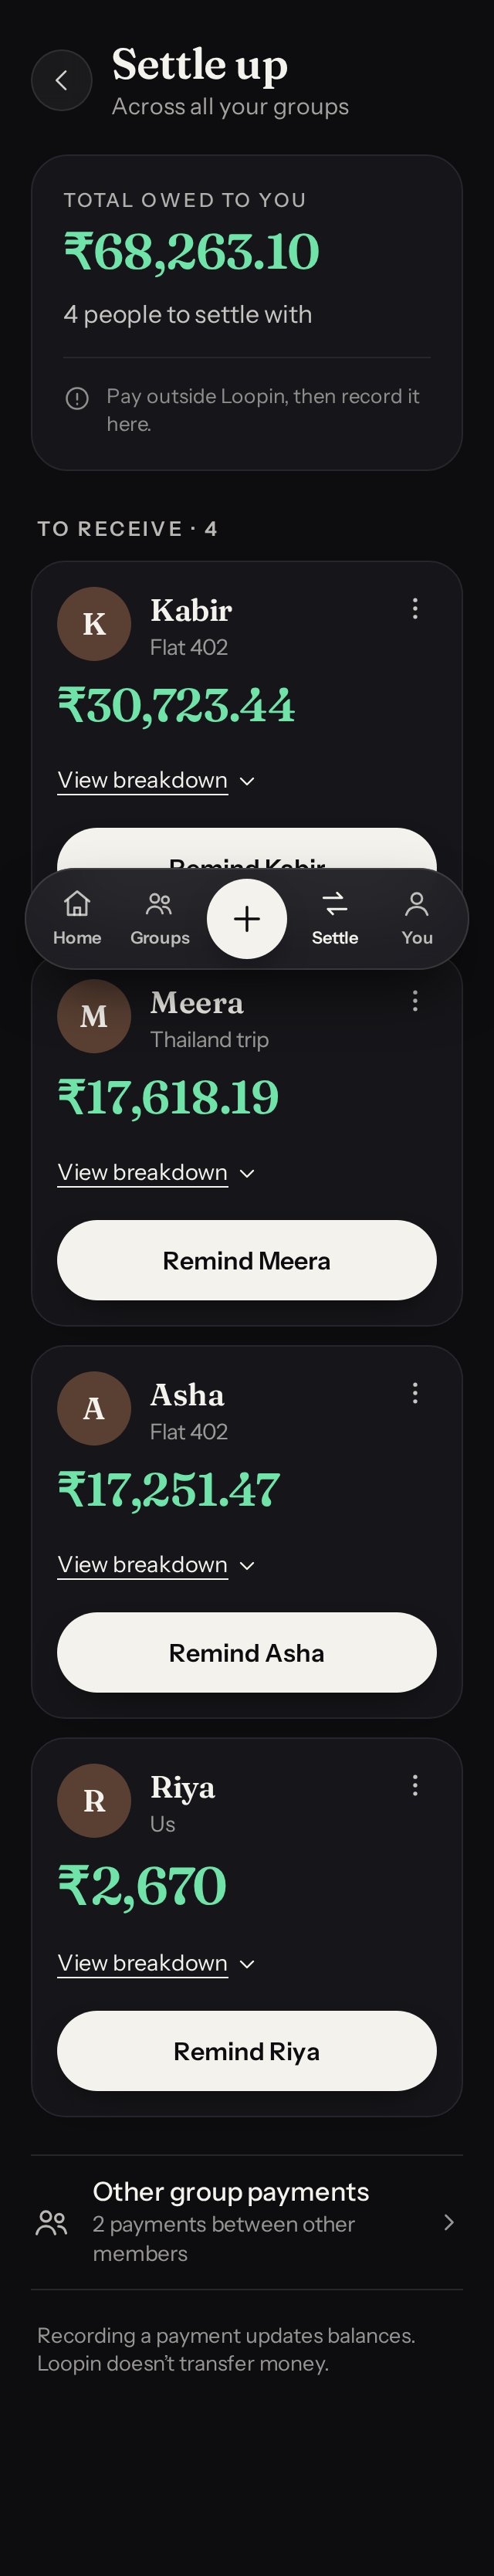 Settle up
Across all your groups
TOTAL OWED TO YOU
₹68,263.10
4 people to settle with
Pay outside Loopin, then record it
here.
TO RECEIVE · 4
K
Kabir
Flat 402
₹30,723.44
View breakdown
Remind Kabir
Home
Groups
Settle
You
M
Meera
Thailand trip
₹17,618.19
View breakdown
Remind Meera
A
Asha
Flat 402
₹17,251.47
View breakdown
Remind Asha
R
Riya
Us
₹2,670
View breakdown
Remind Riya
Other group payments
2 payments between other
members
Recording a payment updates balances.
Loopin doesn’t transfer money.